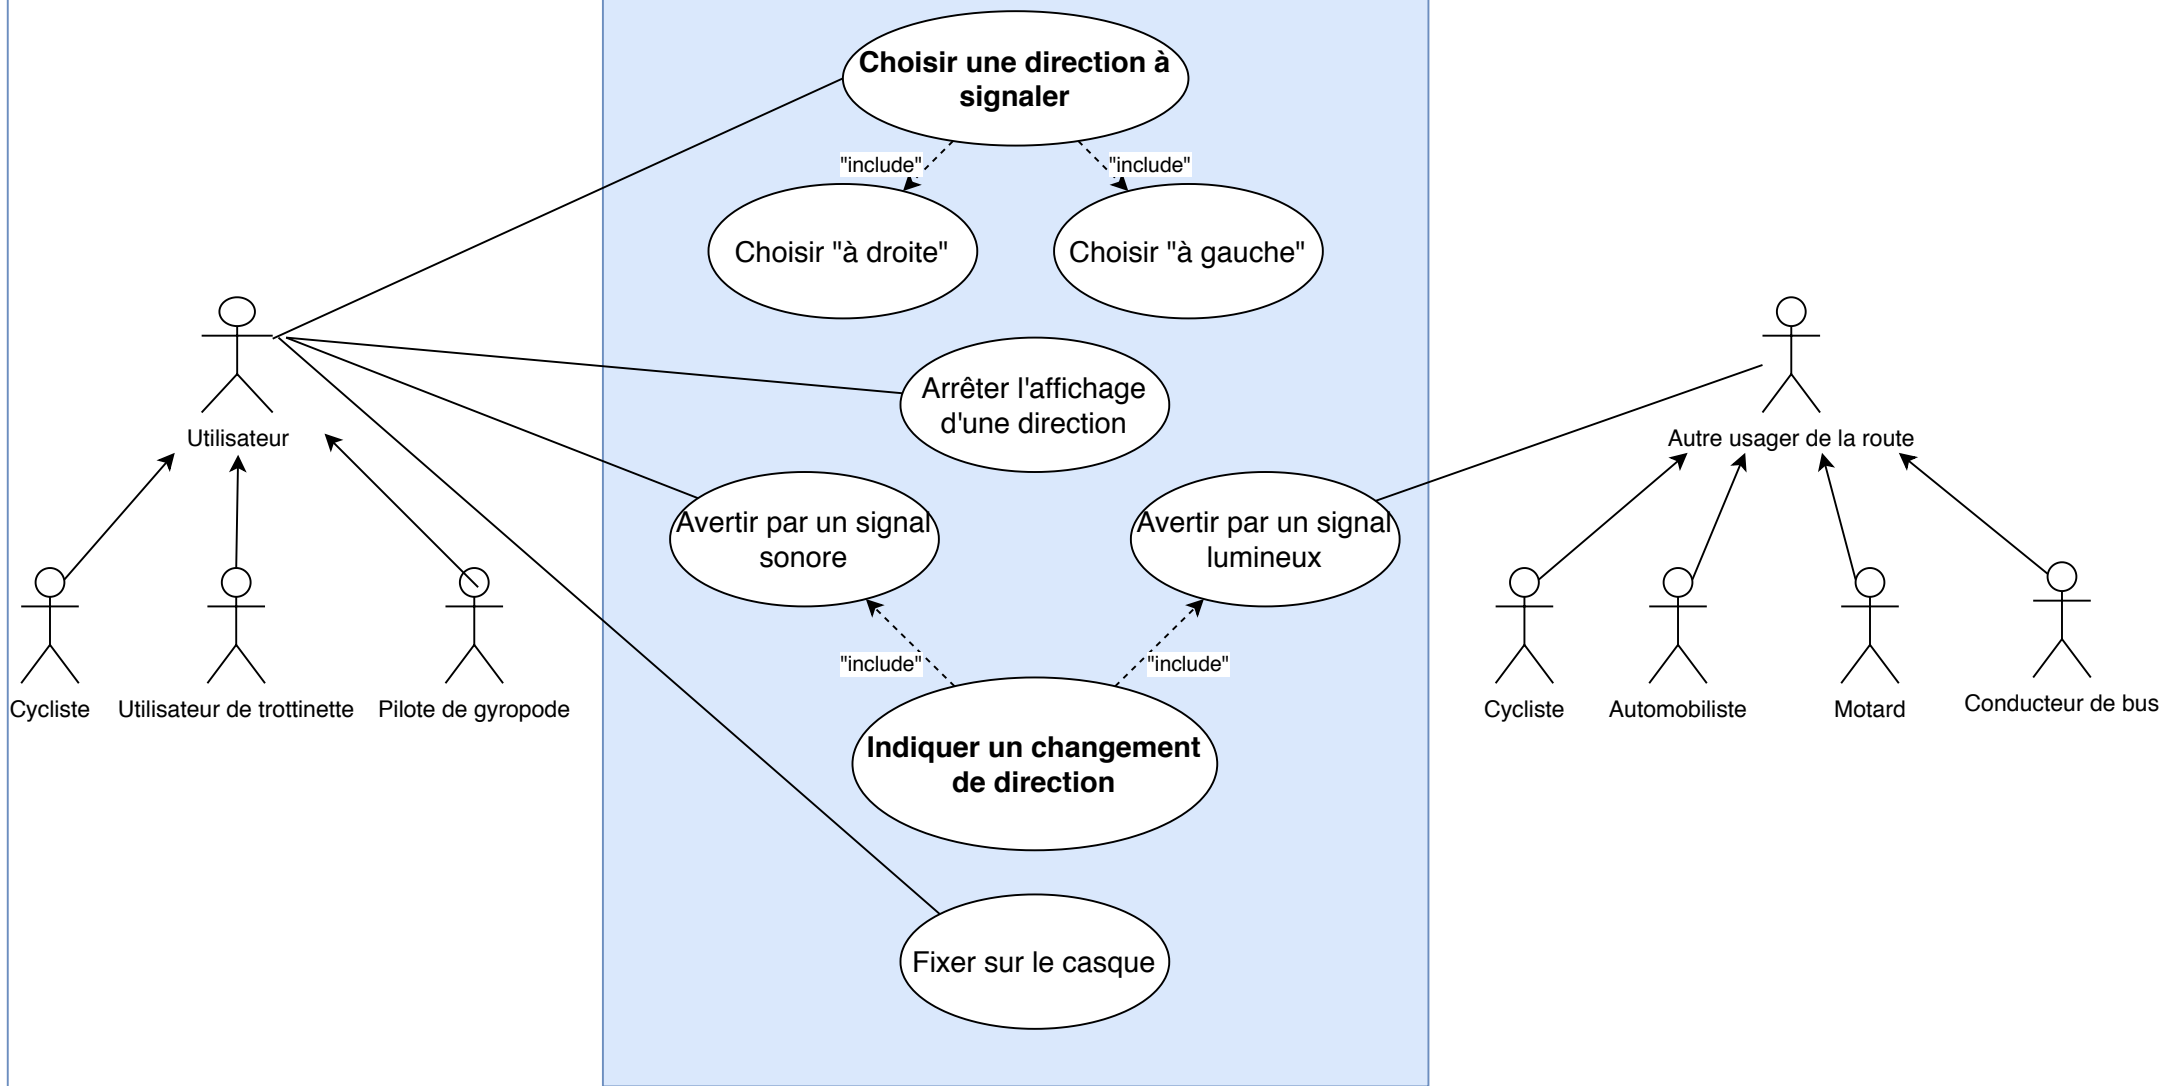 Choisir une direction à
signaler
"include"
"include"
Choisir "à droite"
Choisir "à gauche"
Arrêter l'affichage
d'une direction
Utilisateur
Autre usager de la route
Avertir par un signal
sonore
Avertir par un signal
lumineux
"include"
"include"
Cycliste
Utilisateur de trottinette
Pilote de gyropode
Cycliste
Automobiliste
Motard
Conducteur de bus
Indiquer un changement
de direction
Fixer sur le casque